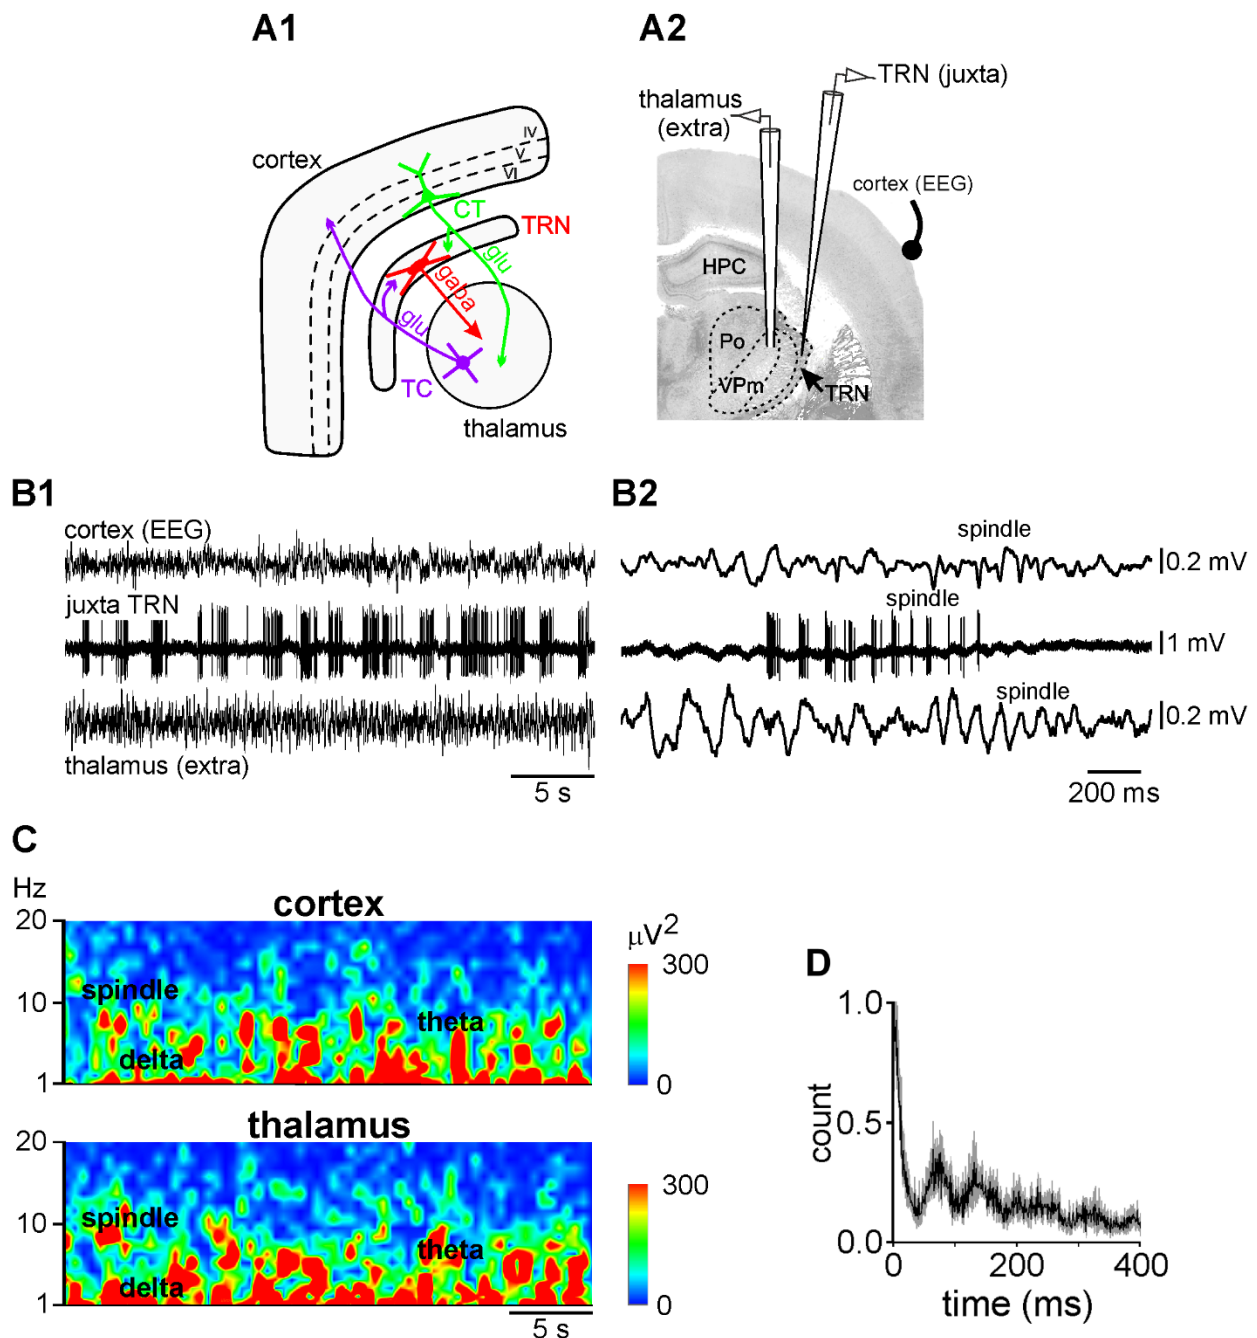 A1
cortex
IV
V
VI
CT
TRN
glu
gaba
glu
TC
thalamus
A2
TRN (juxta)
thalamus
(extra)
cortex (EEG)
HPC
Po
VPm
TRN
B1
cortex (EEG)
juxta TRN
thalamus (extra)
5 s
B2
spindle
0.2 mV
spindle
1 mV
spindle
0.2 mV
200 ms
C
Hz
cortex
20
10
1
spindle
delta
theta
μV²
300
0
thalamus
20
10
1
spindle
delta
theta
300
0
5 s
D
1.0
0.5
0.0
count
0
200
400
time (ms)